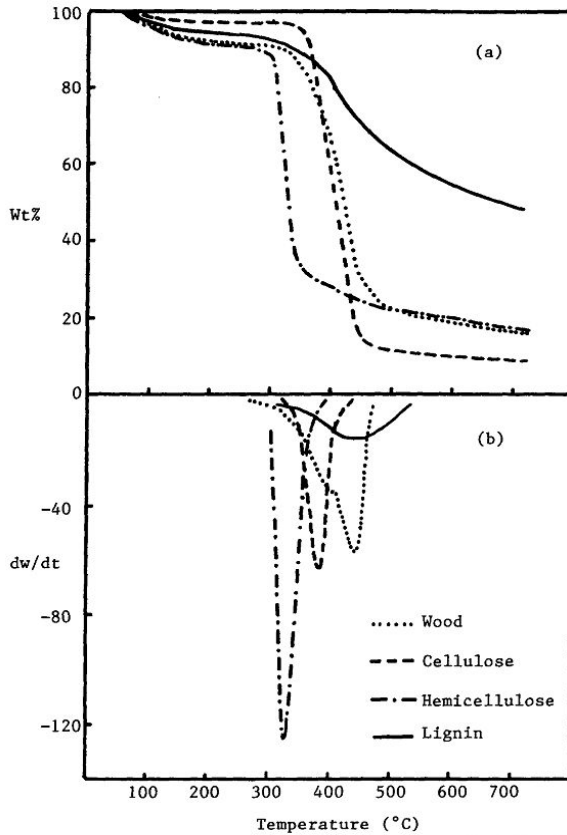 100
(a)
80
60
Wt%
40
20
0
(b)
-40
dw/dt
-80
-120
Wood
Cellulose
Hemicellulose
Lignin
100 200 300 400 500 600 700
Temperature (°C)